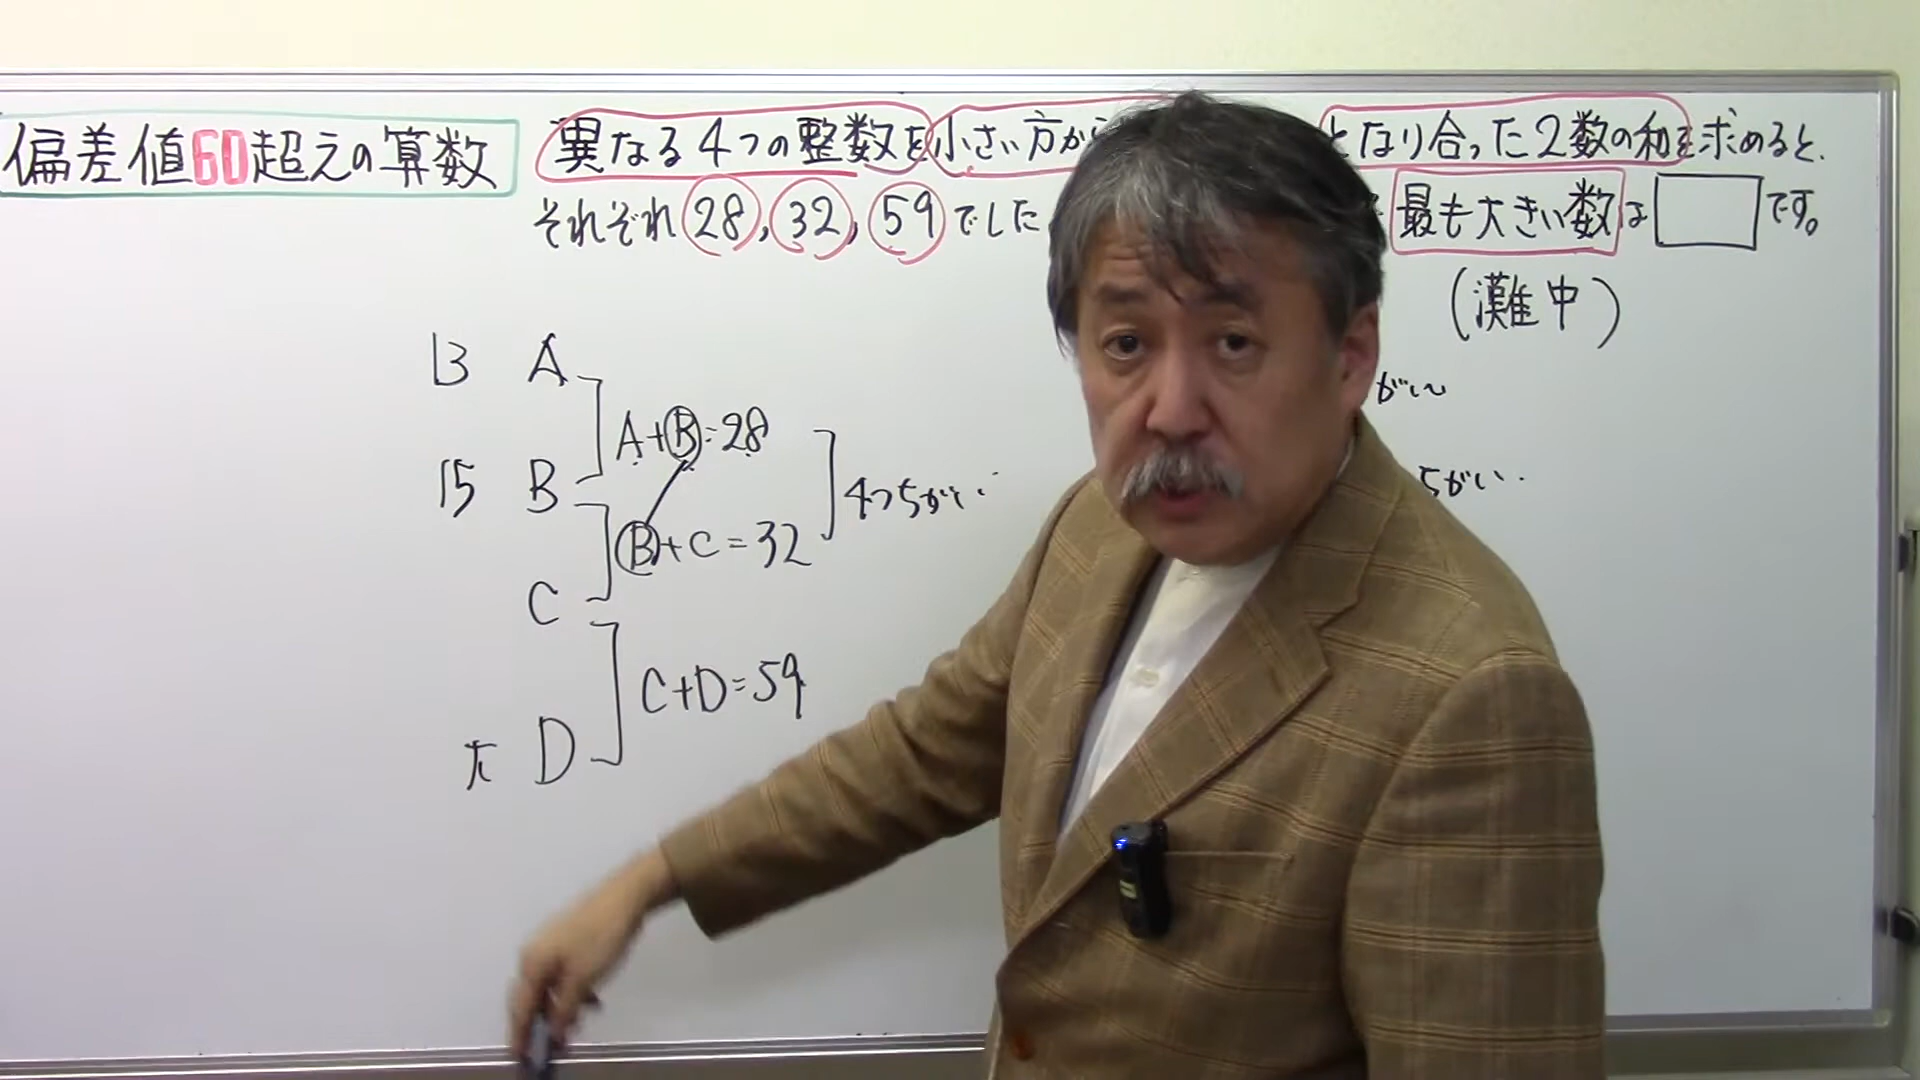 偏差値60超えの算数
異なる4つの整数を小さい方から となり合った2数の和を求めると、
それぞれ28, 32, 59でした 最も大きい数は です。
(灘中)
13 A
A+B=28
15 B
4つちがい
B+C=32
C
C+D=59
大 D
がい
ちがい